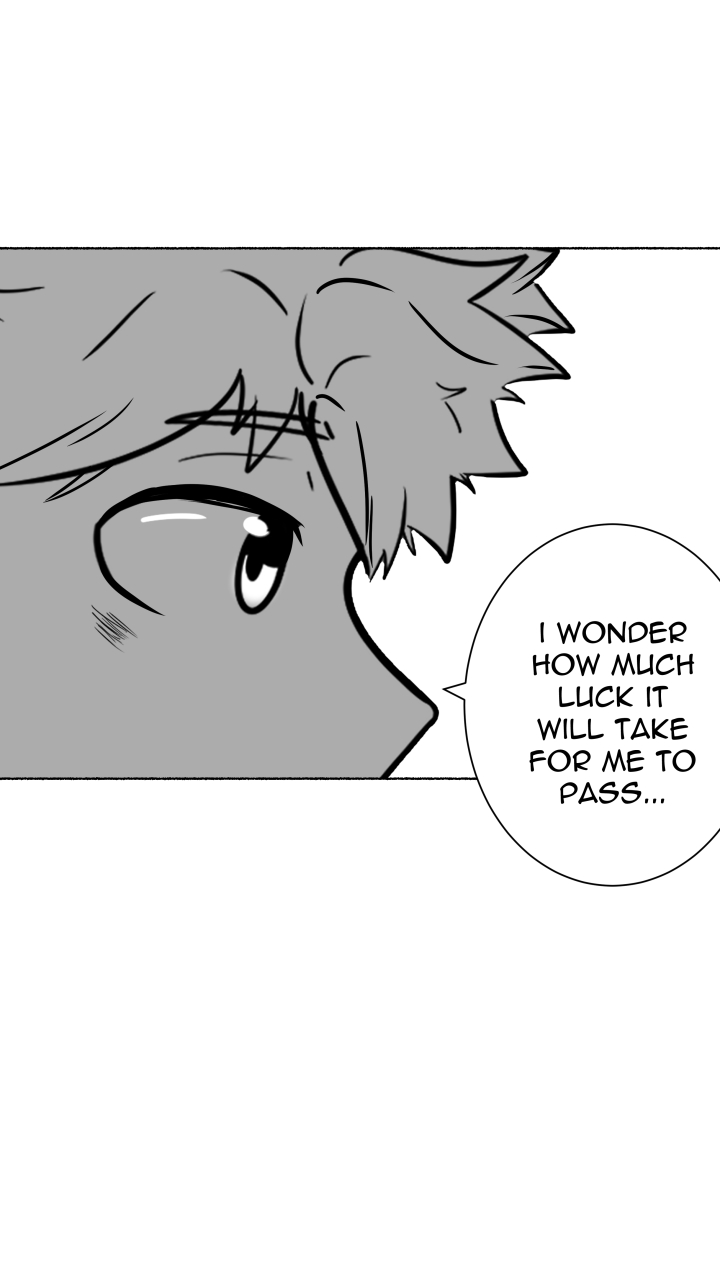 I WONDER
HOW MUCH
LUCK IT
WILL TAKE
FOR ME TO
PASS...